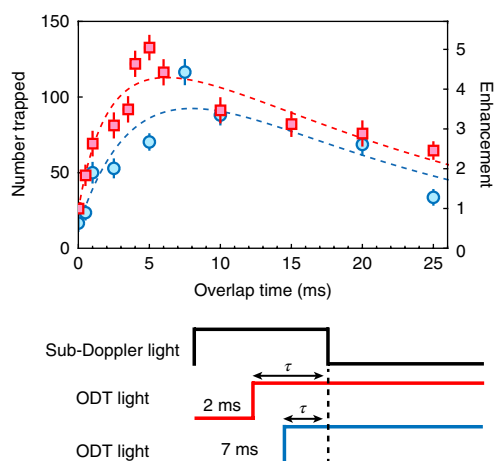 150
100
50
0
Number trapped
5
4
3
2
1
0
Enhancement
0 5 10 15 20 25
Overlap time (ms)
Sub-Doppler light
τ
ODT light
2 ms
τ
ODT light
7 ms